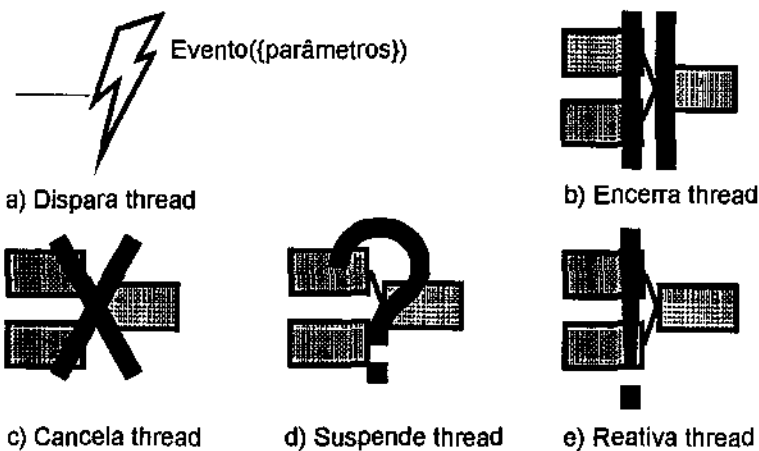 Evento({parâmetros})
a) Dispara thread
b) Encerra thread
c) Cancela thread
d) Suspende thread
e) Reativa thread